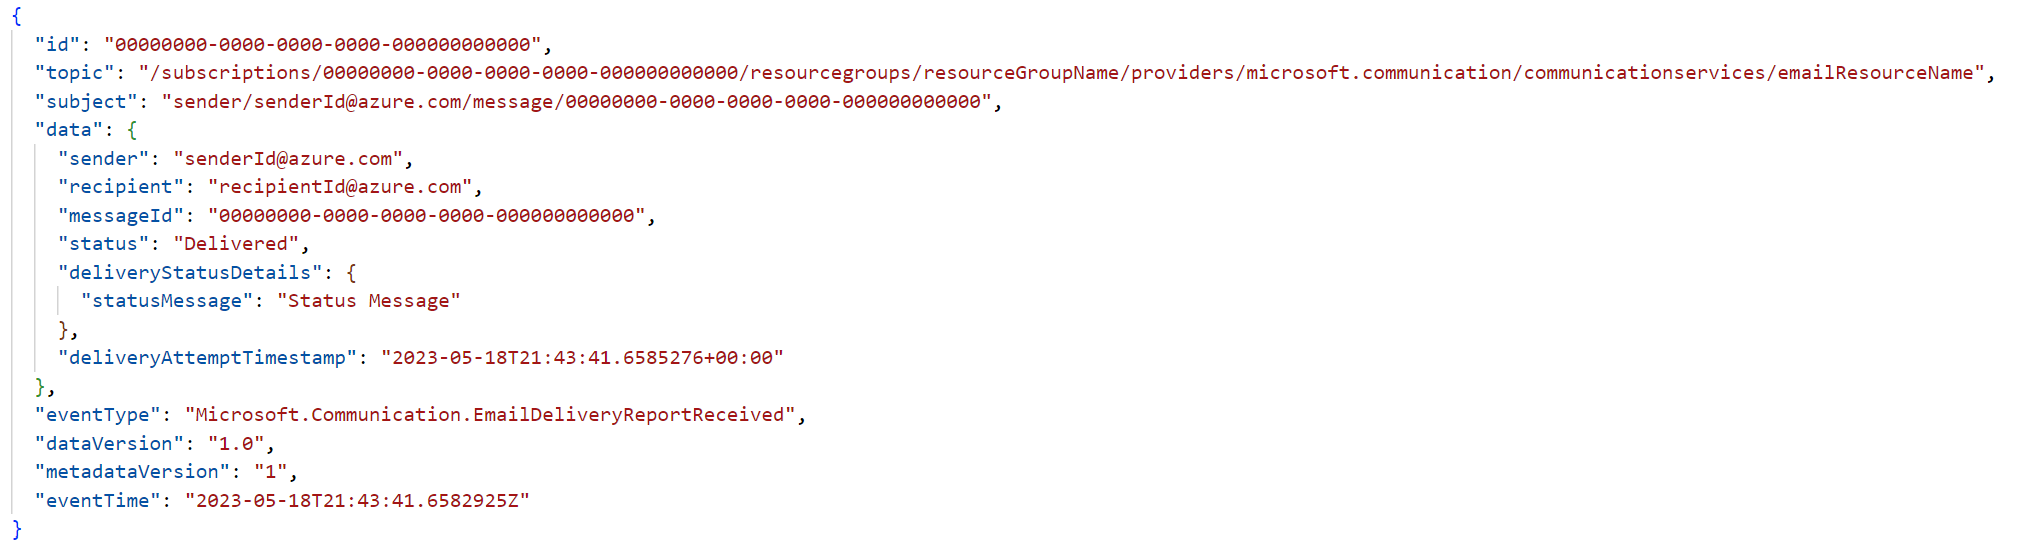 {
  "id": "00000000-0000-0000-0000-000000000000",
  "topic": "/subscriptions/00000000-0000-0000-0000-000000000000/resourcegroups/resourceGroupName/providers/microsoft.communication/communicationservices/emailResourceName",
  "subject": "sender/senderId@azure.com/message/00000000-0000-0000-0000-000000000000",
  "data": {
    "sender": "senderId@azure.com",
    "recipient": "recipientId@azure.com",
    "messageId": "00000000-0000-0000-0000-000000000000",
    "status": "Delivered",
    "deliveryStatusDetails": {
      "statusMessage": "Status Message"
    },
    "deliveryAttemptTimestamp": "2023-05-18T21:43:41.6585276+00:00"
  },
  "eventType": "Microsoft.Communication.EmailDeliveryReportReceived",
  "dataVersion": "1.0",
  "metadataVersion": "1",
  "eventTime": "2023-05-18T21:43:41.6582925Z"
}